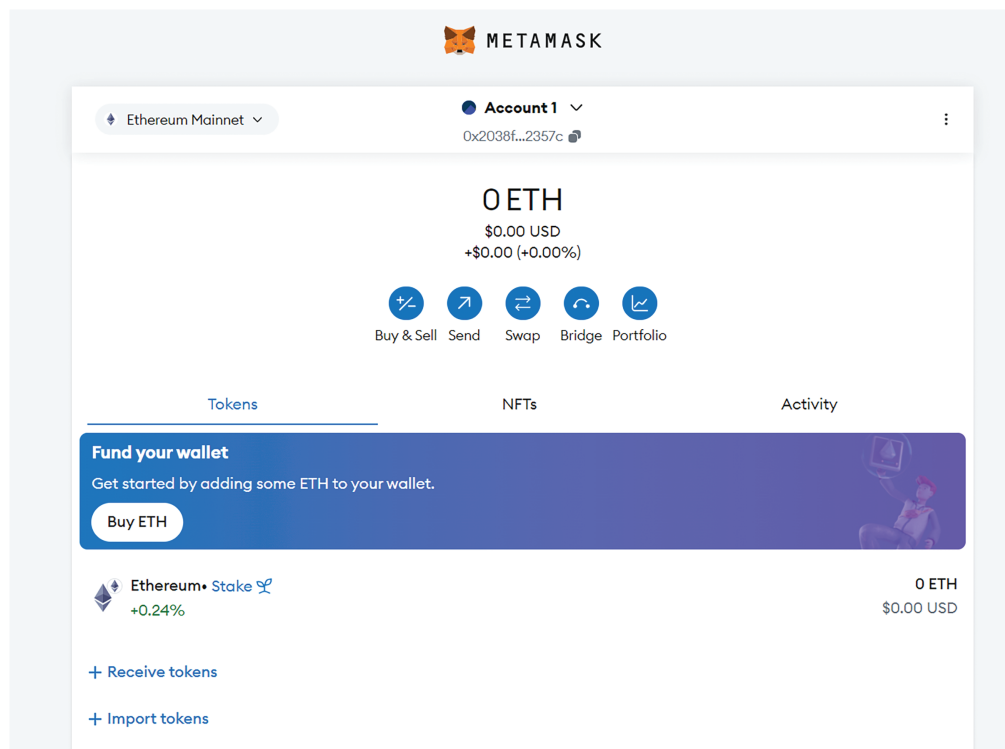 METAMASK
Ethereum Mainnet
Account 1
0x2038f...2357c
0 ETH
$0.00 USD
+$0.00 (+0.00%)
Buy & Sell Send Swap Bridge Portfolio
Tokens NFTs Activity
Fund your wallet
Get started by adding some ETH to your wallet.
Buy ETH
Ethereum• Stake 0 ETH
+0.24% $0.00 USD
+ Receive tokens
+ Import tokens